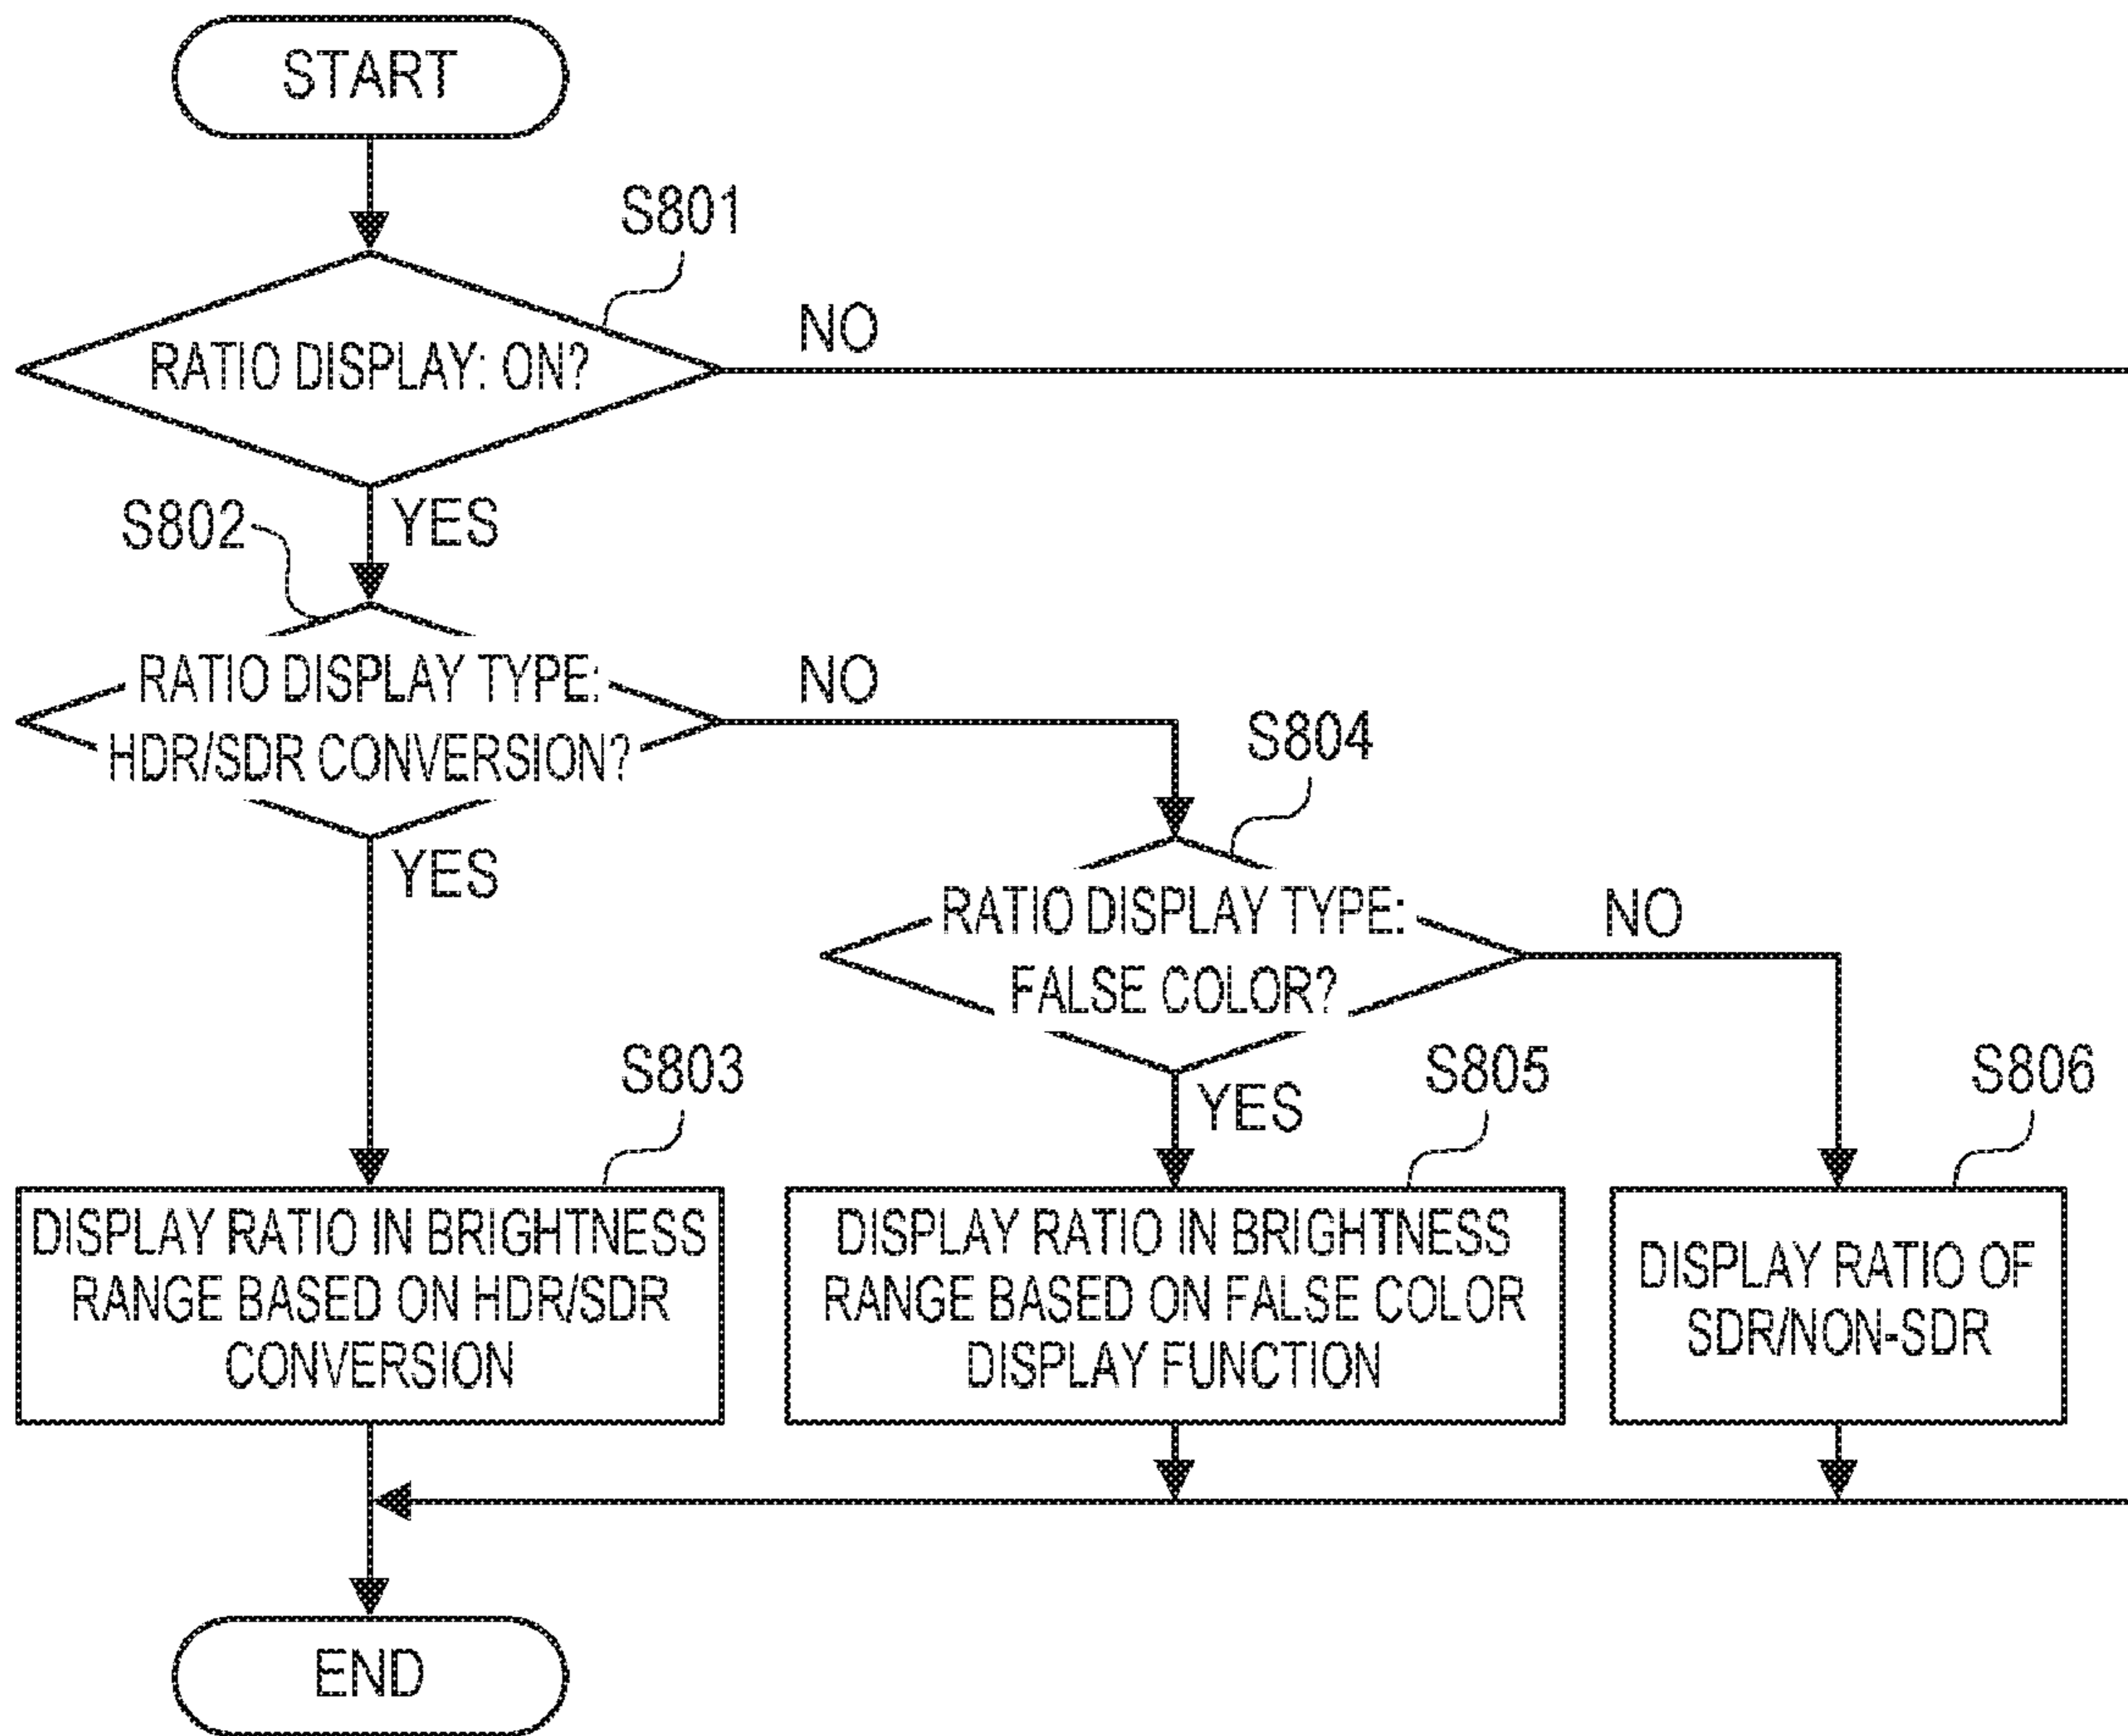 START
S801
RATIO DISPLAY: ON?
NO
YES
S802
RATIO DISPLAY TYPE:
HDR/SDR CONVERSION?
NO
YES
S804
RATIO DISPLAY TYPE:
FALSE COLOR?
NO
YES
S803
DISPLAY RATIO IN BRIGHTNESS
RANGE BASED ON HDR/SDR
CONVERSION
S805
DISPLAY RATIO IN BRIGHTNESS
RANGE BASED ON FALSE COLOR
DISPLAY FUNCTION
S806
DISPLAY RATIO OF
SDR/NON-SDR
END